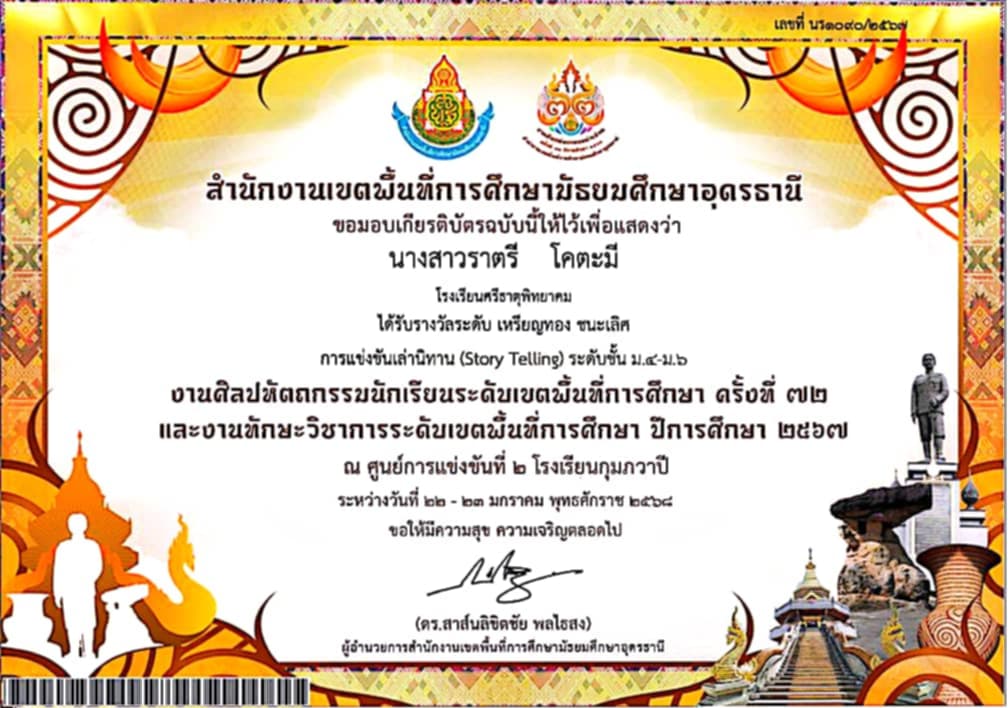 เลขที่ นร๑๐๙๐/๒๕๖๗
สำนักงานเขตพื้นที่การศึกษามัธยมศึกษาอุดรธานี
ขอมอบเกียรติบัตรฉบับนี้ให้ไว้เพื่อแสดงว่า
นางสาวราตรี โคตะมี
โรงเรียนศรีธาตุพิทยาคม
ได้รับรางวัลระดับ เหรียญทอง ชนะเลิศ
การแข่งขันเล่านิทาน (Story Telling) ระดับชั้น ม.๔-ม.๖
งานศิลปหัตถกรรมนักเรียนระดับเขตพื้นที่การศึกษา ครั้งที่ ๗๒
และงานทักษะวิชาการระดับเขตพื้นที่การศึกษา ปีการศึกษา ๒๕๖๗
ณ ศูนย์การแข่งขันที่ ๒ โรงเรียนกุมภวาปี
ระหว่างวันที่ ๒๒ - ๒๓ มกราคม พุทธศักราช ๒๕๖๘
ขอให้มีความสุข ความเจริญตลอดไป
(ดร.สาส์นลิขิตชัย พลไธสง)
ผู้อำนวยการสำนักงานเขตพื้นที่การศึกษามัธยมศึกษาอุดรธานี